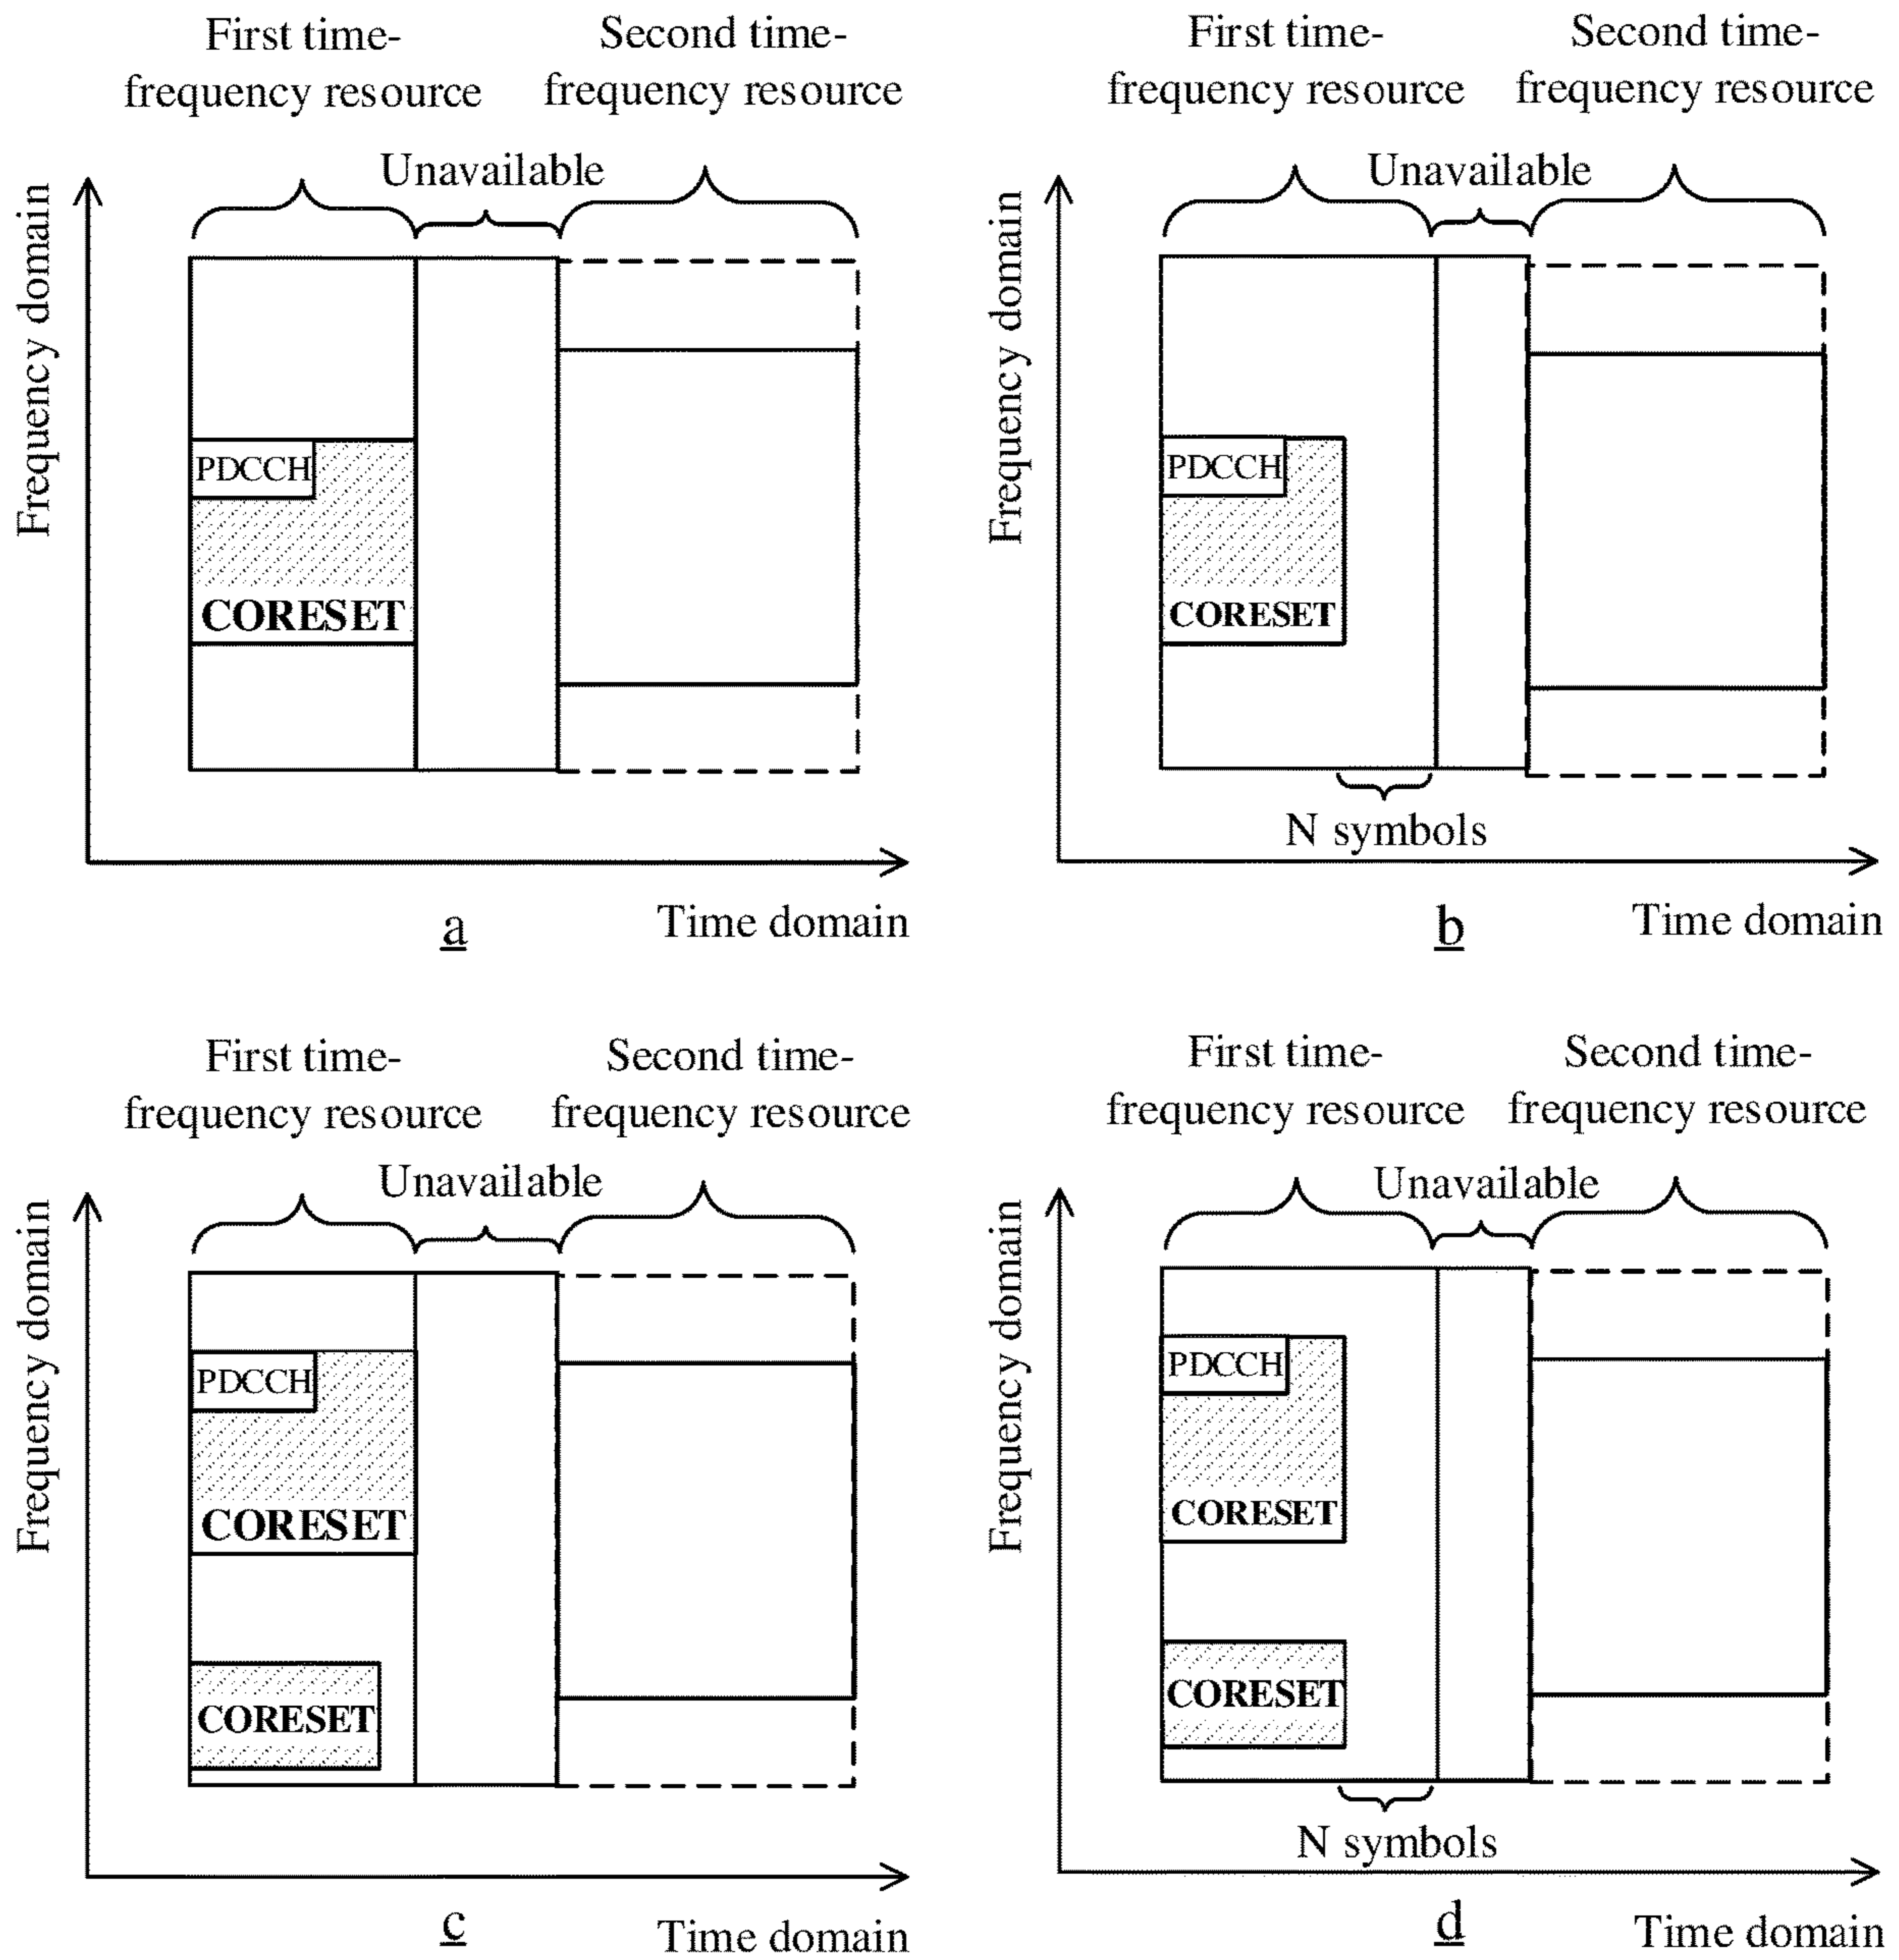 First time-
frequency resource
Second time-
frequency resource
Unavailable
Frequency domain
PDCCH
CORESET
a
Time domain
First time-
frequency resource
Second time-
frequency resource
Unavailable
Frequency domain
PDCCH
CORESET
N symbols
b
Time domain
First time-
frequency resource
Second time-
frequency resource
Unavailable
Frequency domain
PDCCH
CORESET
CORESET
c
Time domain
First time-
frequency resource
Second time-
frequency resource
Unavailable
Frequency domain
PDCCH
CORESET
CORESET
N symbols
d
Time domain